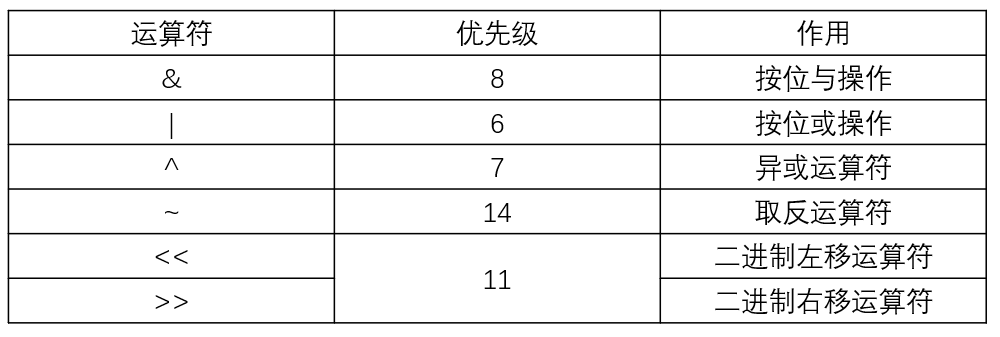 运算符 优先级 作用
& 8 按位与操作
| 6 按位或操作
^ 7 异或运算符
~ 14 取反运算符
<< 11 二进制左移运算符
>> 二进制右移运算符